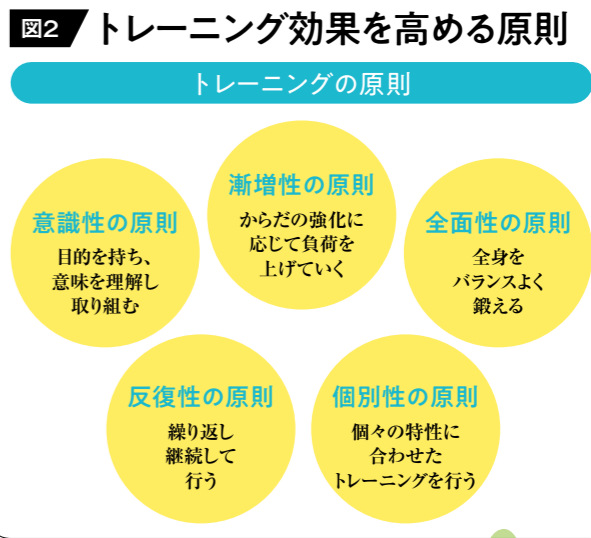 図2 トレーニング効果を高める原則
トレーニングの原則
意識性の原則
目的を持ち、
意味を理解し
取り組む
漸増性の原則
からだの強化に
応じて負荷を
上げていく
全面性の原則
全身を
バランスよく
鍛える
反復性の原則
繰り返し
継続して
行う
個別性の原則
個々の特性に
合わせた
トレーニングを行う